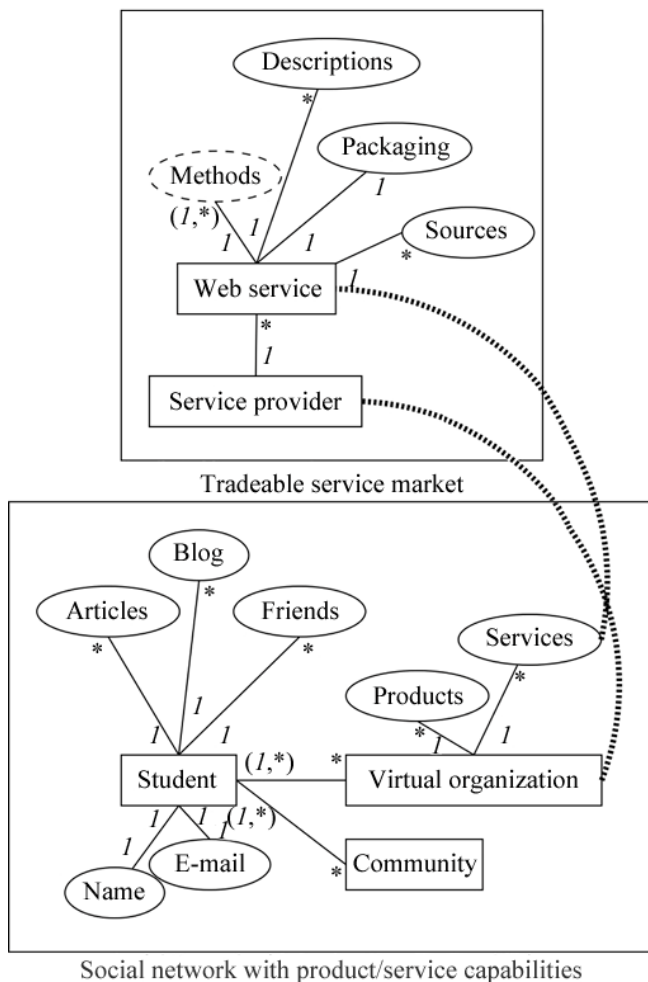 Descriptions
*
Packaging
1
Methods
(1,*)
1
1
1
Sources
*
1
Web service
*
1
Service provider
Tradeable service market
Blog
*
Articles
*
Friends
*
Services
*
Products
*
1
1
1
1
1
Student
(1,*)
*
Virtual organization
(1,*)
1
1
1
1
E-mail
Name
*
Community
Social network with product/service capabilities